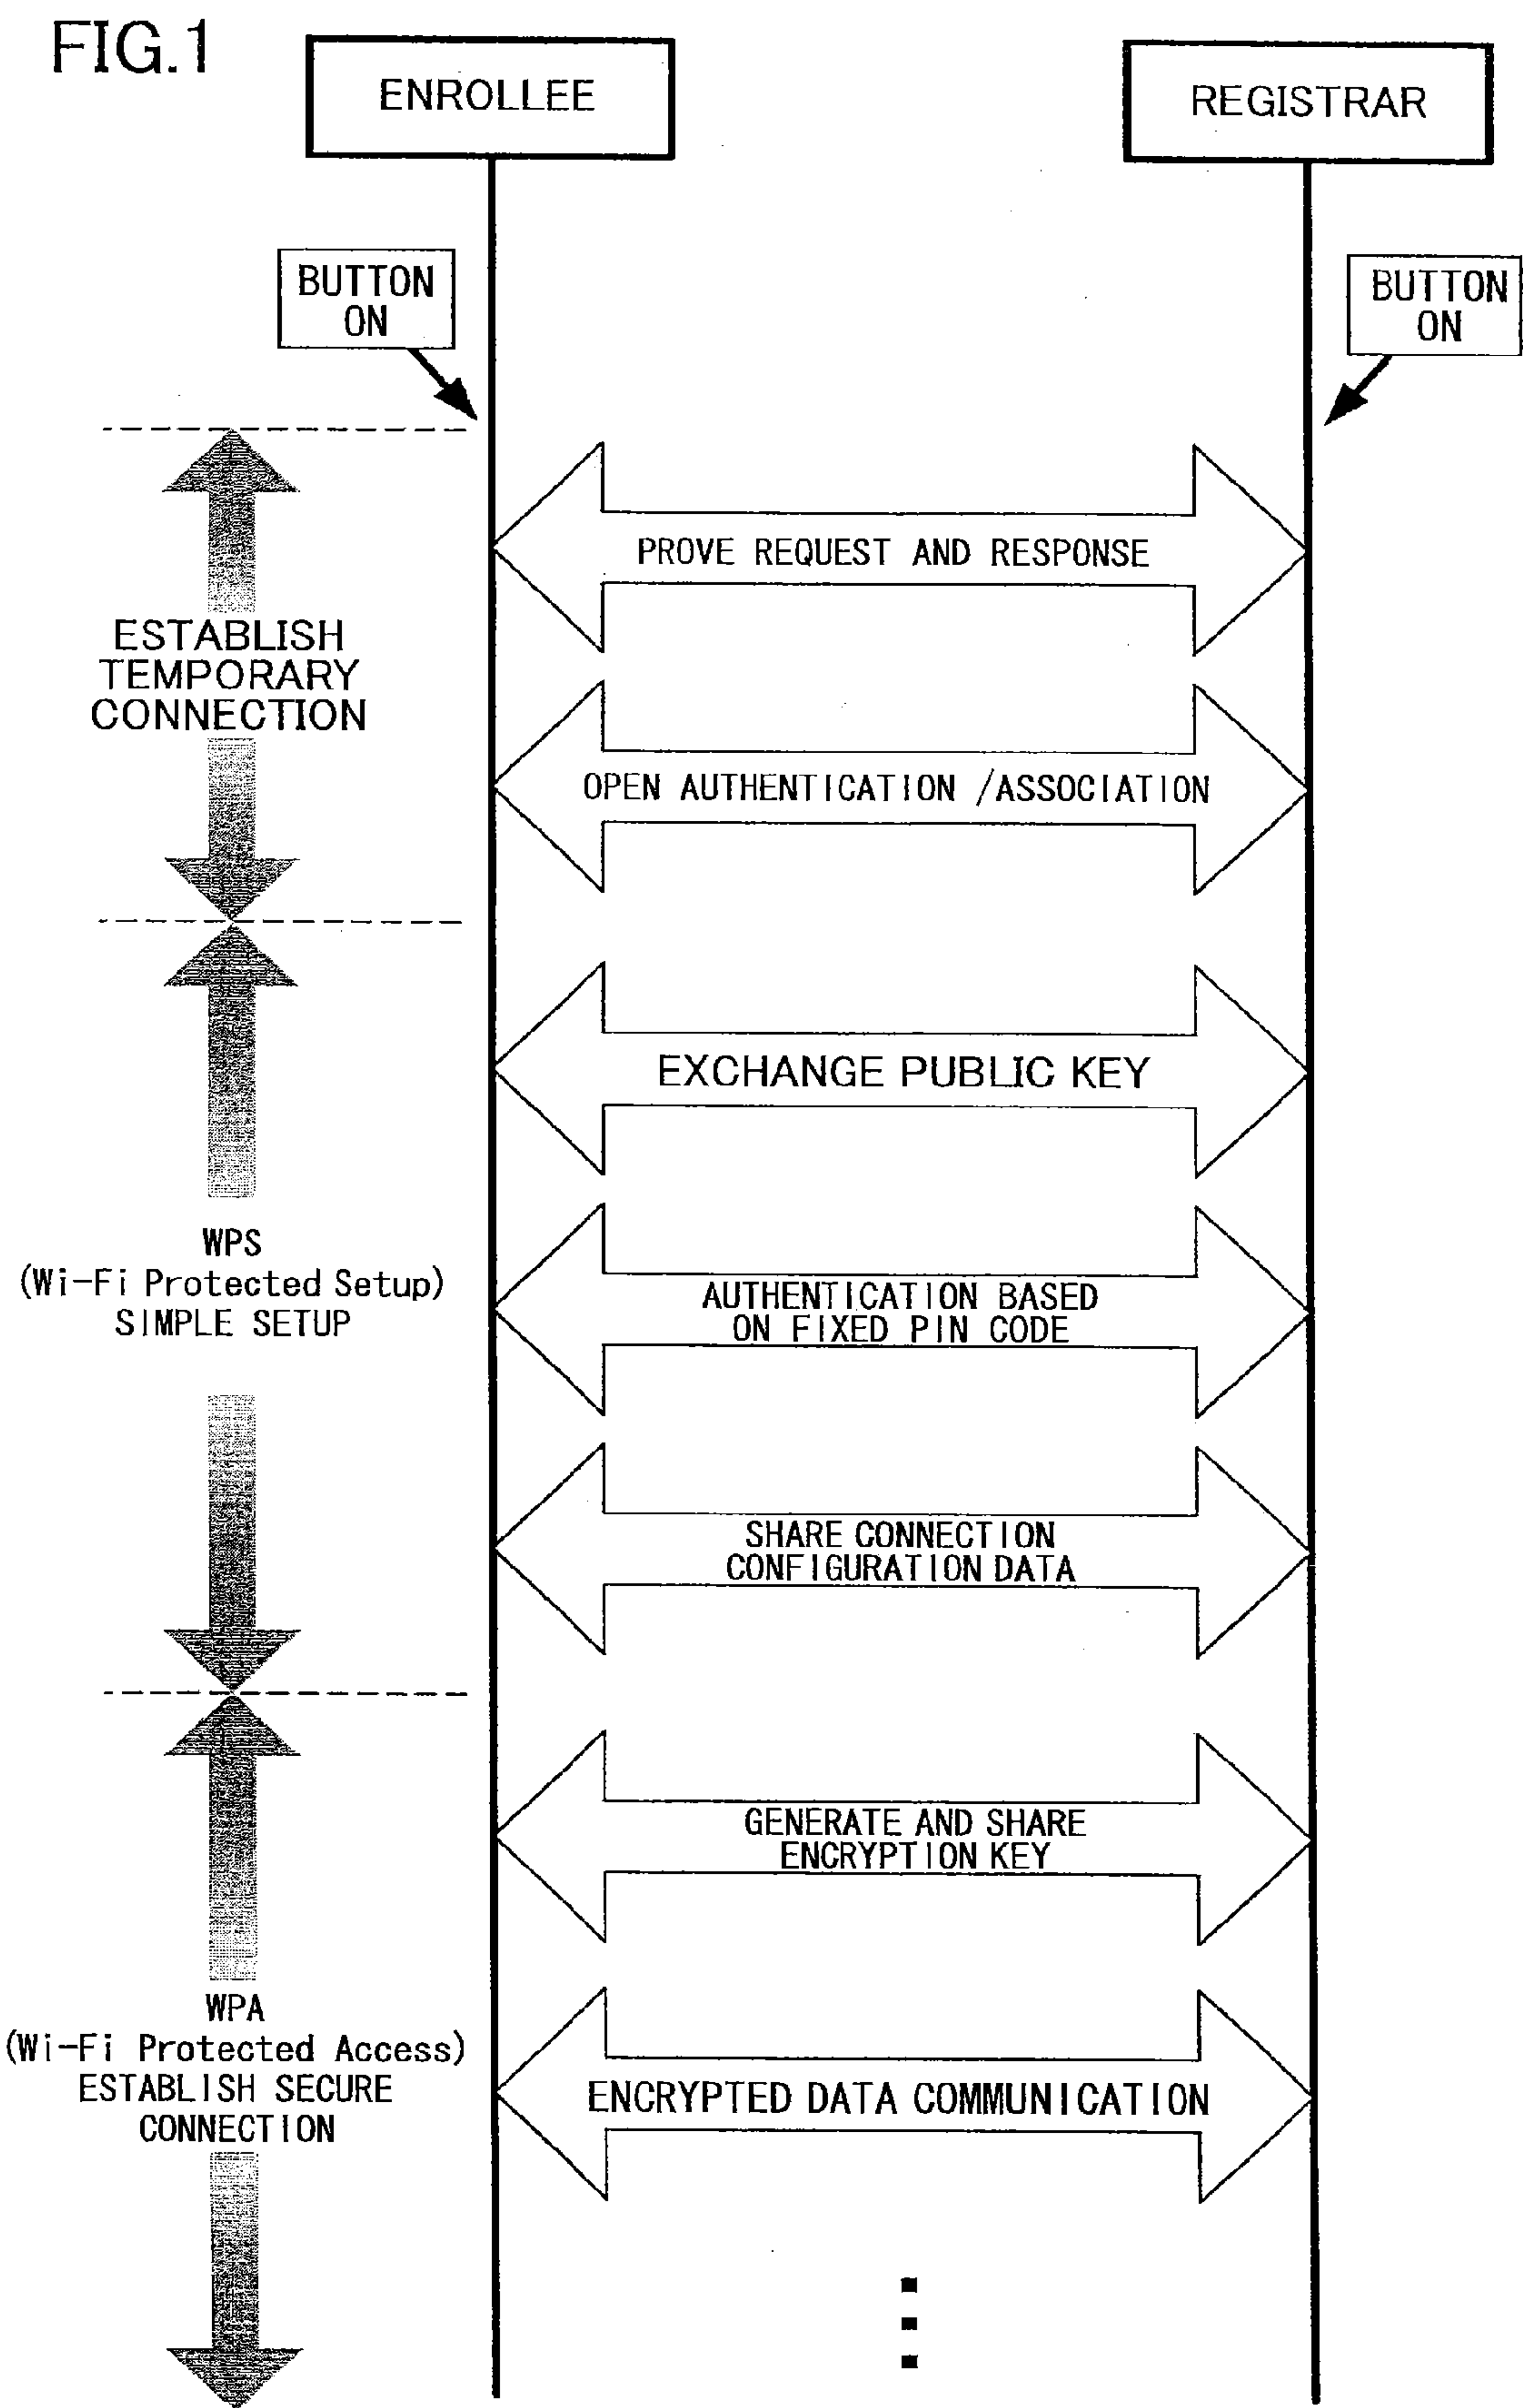 FIG.1
ENROLLEE
REGISTRAR
BUTTON
ON
BUTTON
ON
PROVE REQUEST AND RESPONSE
ESTABLISH
TEMPORARY
CONNECTION
OPEN AUTHENTICATION /ASSOCIATION
EXCHANGE PUBLIC KEY
WPS
(Wi-Fi Protected Setup)
SIMPLE SETUP
AUTHENTICATION BASED
ON FIXED PIN CODE
SHARE CONNECTION
CONFIGURATION DATA
GENERATE AND SHARE
ENCRYPTION KEY
WPA
(Wi-Fi Protected Access)
ESTABLISH SECURE
CONNECTION
ENCRYPTED DATA COMMUNICATION